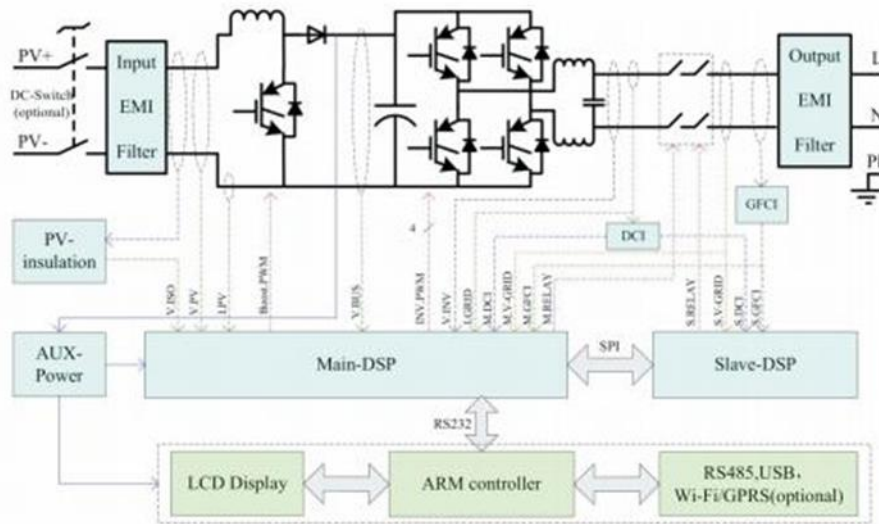 PV+
DC-Switch
(optional)
PV-
Input
EMI
Filter
Output
EMI
Filter
L
N
GFCI
DCI
PV-
insulation
V.ISO
V.PV
I.PV
Boost.PWM
V.BUS
4
INV.PWM
V.INV
I.GRID
M.DCI
M.V-GRID
M.GFCI
M.RELAY
S.RELAY
S.V-GRID
S.DCI
S.GFCI
AUX-
Power
Main-DSP
SPI
Slave-DSP
RS232
LCD Display
ARM controller
RS485,USB,
Wi-Fi/GPRS(optional)